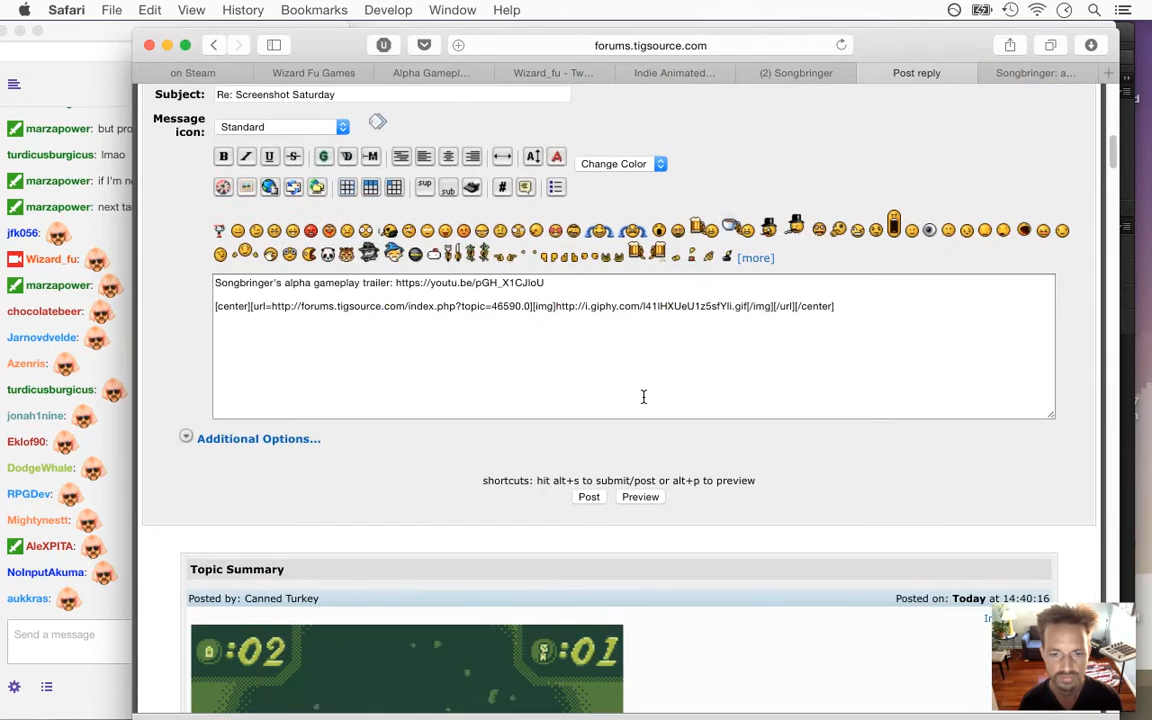 Safari File Edit View History Bookmarks Develop Window Help
forums.tigsource.com
on Steam Wizard Fu Games Alpha Gamepl... Wizard_fu - Tw... Indie Animated... (2) Songbringer Post reply Songbringer: a...
marzapower: but pro
turdicusburgicus: lmao
marzapower: if I'm n
marzapower: next ta
jfk056:
Wizard_fu:
marzapower:
chocolatebeer:
Jarnovdvelde:
Azenris:
turdicusburgicus:
jonah1nine:
Eklof90:
DodgeWhale:
RPGDev:
Mightynestt:
AleXPITA:
NoInputAkuma:
aukkras:
Send a message
Subject: Re: Screenshot Saturday
Message
icon: Standard
B I U S G M A A Change Color
sup sub #
[more]
Songbringer's alpha gameplay trailer: https://youtu.be/pGH_X1CJloU
[center][url=http://forums.tigsource.com/index.php?topic=46590.0][img]http://i.giphy.com/l41lHXUeU1z5sfYli.gif[/img][/url][/center]
Additional Options...
shortcuts: hit alt+s to submit/post or alt+p to preview
Post Preview
Topic Summary
Posted by: Canned Turkey Posted on: Today at 14:40:16
:02 :01